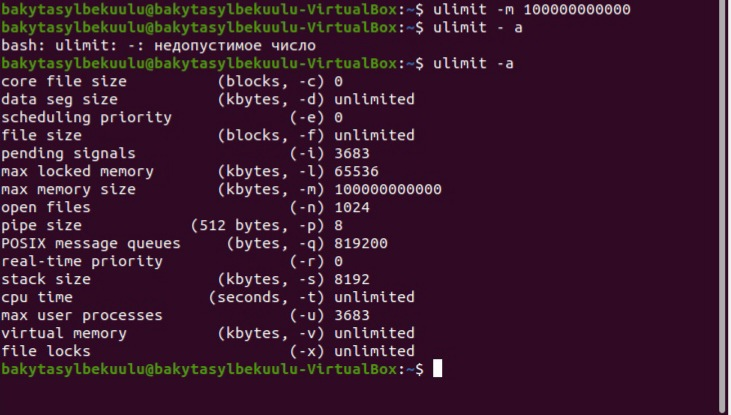 bakytasylbekuulu@bakytasylbekuulu-VirtualBox:~$ ulimit -m 100000000000
bakytasylbekuulu@bakytasylbekuulu-VirtualBox:~$ ulimit - a
bash: ulimit: -: недопустимое число
bakytasylbekuulu@bakytasylbekuulu-VirtualBox:~$ ulimit -a
core file size          (blocks, -c) 0
data seg size           (kbytes, -d) unlimited
scheduling priority             (-e) 0
file size               (blocks, -f) unlimited
pending signals                 (-i) 3683
max locked memory       (kbytes, -l) 65536
max memory size         (kbytes, -m) 100000000000
open files                      (-n) 1024
pipe size            (512 bytes, -p) 8
POSIX message queues     (bytes, -q) 819200
real-time priority              (-r) 0
stack size              (kbytes, -s) 8192
cpu time               (seconds, -t) unlimited
max user processes              (-u) 3683
virtual memory          (kbytes, -v) unlimited
file locks                      (-x) unlimited
bakytasylbekuulu@bakytasylbekuulu-VirtualBox:~$